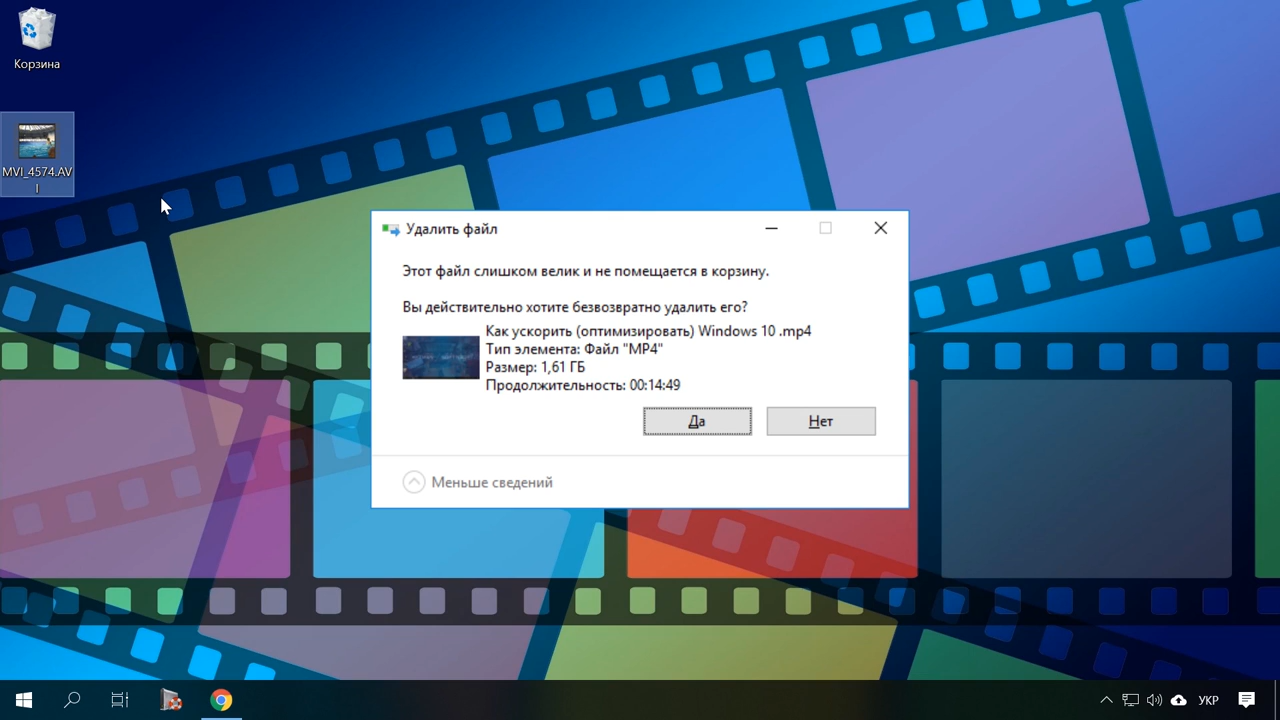 Корзина
MVI_4574.AV
I
Удалить файл
Этот файл слишком велик и не помещается в корзину.
Вы действительно хотите безвозвратно удалить его?
Как ускорить (оптимизировать) Windows 10 .mp4
Тип элемента: Файл "MP4"
Размер: 1,61 ГБ
Продолжительность: 00:14:49
Да
Нет
Меньше сведений
УКР